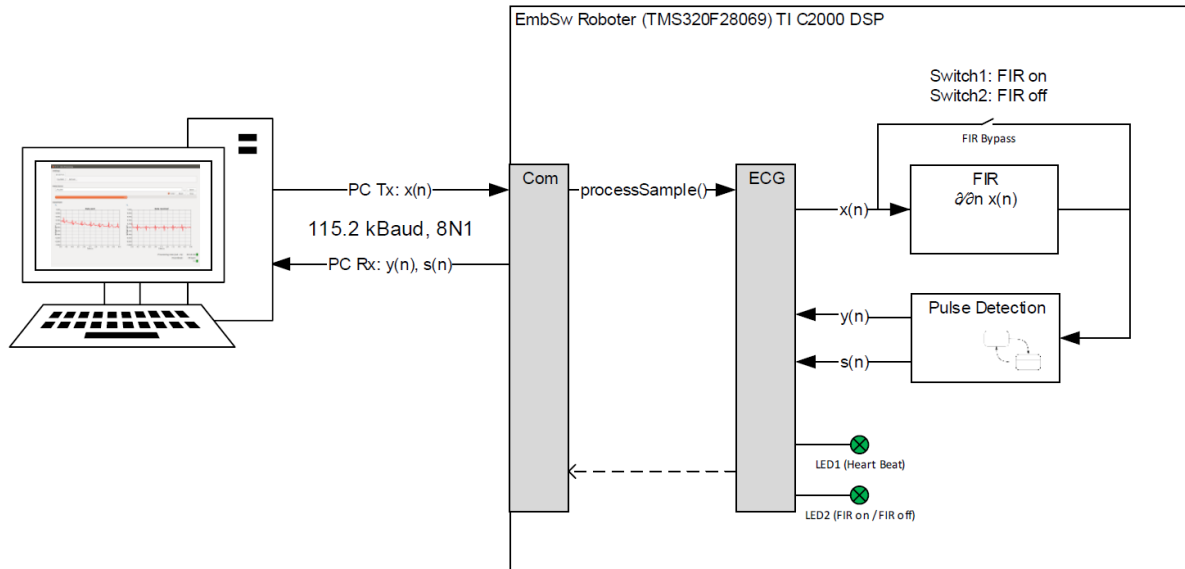 EmbSw Roboter (TMS320F28069) TI C2000 DSP
Switch1: FIR on
Switch2: FIR off
FIR Bypass
Com
ECG
PC Tx: x(n)
processSample()
x(n)
FIR
∂/∂n x(n)
115.2 kBaud, 8N1
PC Rx: y(n), s(n)
Pulse Detection
y(n)
s(n)
LED1 (Heart Beat)
LED2 (FIR on / FIR off)